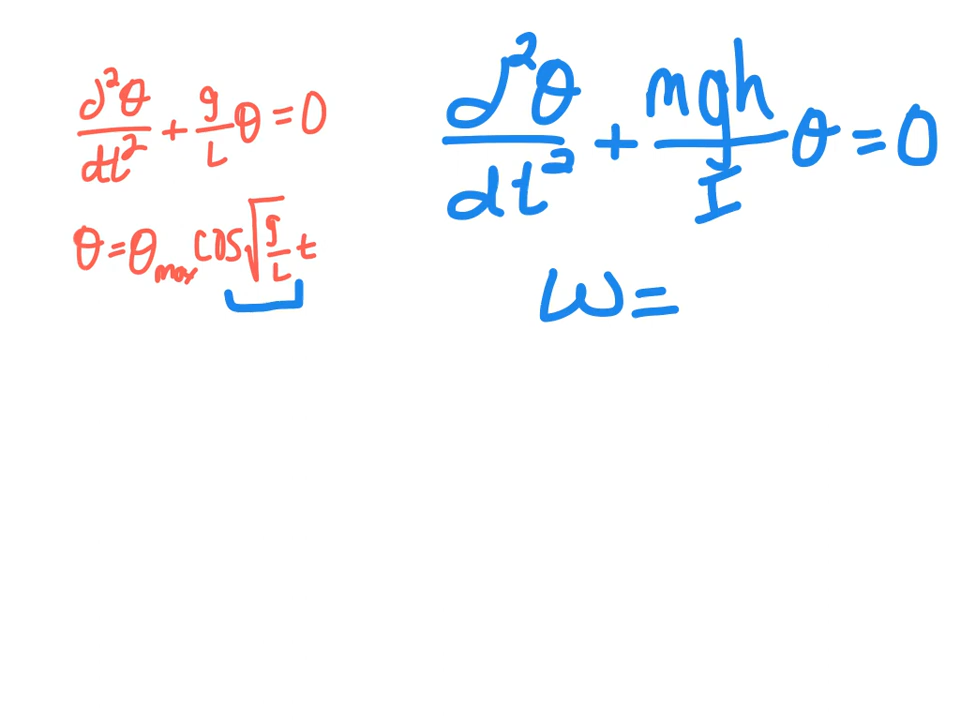 d²θ/dt² + g/L θ = 0
θ = θmax cos √(g/L) t
d²θ/dt² + mgh/I θ = 0
ω =